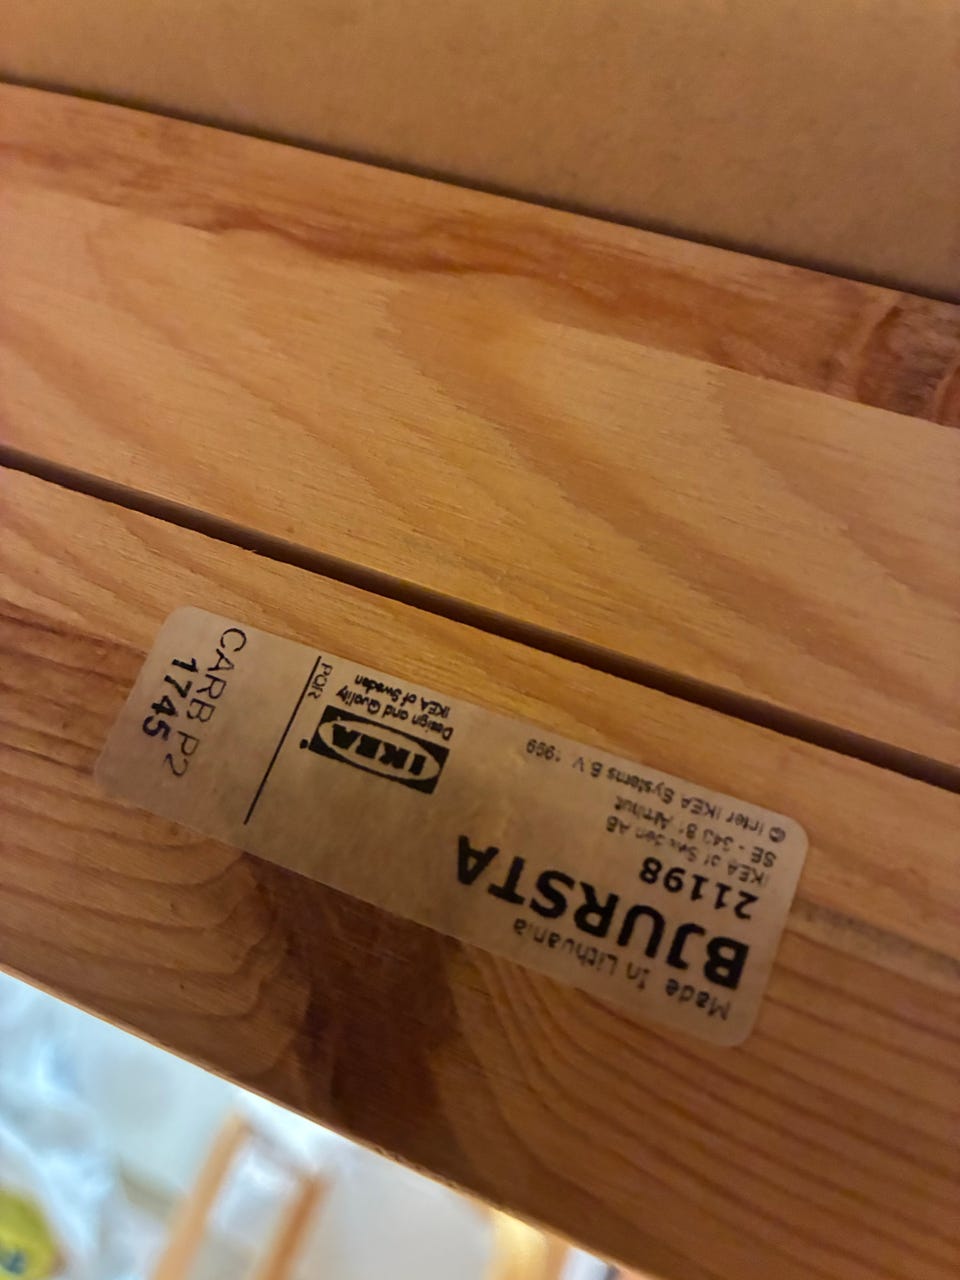 Made In Lithuania
BJURSTA
21198
IKEA of Sweden AB
SE - 343 81 Älmhult
© Inter IKEA Systems B.V. 1999
IKEA
Design and Quality
IKEA of Sweden
CARB P2
1745